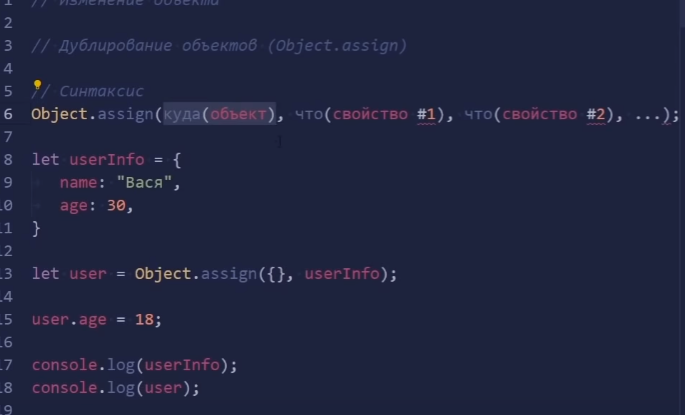 1 // Изменение объекта
2
3 // Дублирование объектов (Object.assign)
4
5 // Синтаксис
6 Object.assign(куда(объект), что(свойство #1), что(свойство #2), ...);
7
8 let userInfo = {
9 name: "Вася",
10 age: 30,
11 }
12
13 let user = Object.assign({}, userInfo);
14
15 user.age = 18;
16
17 console.log(userInfo);
18 console.log(user);
19